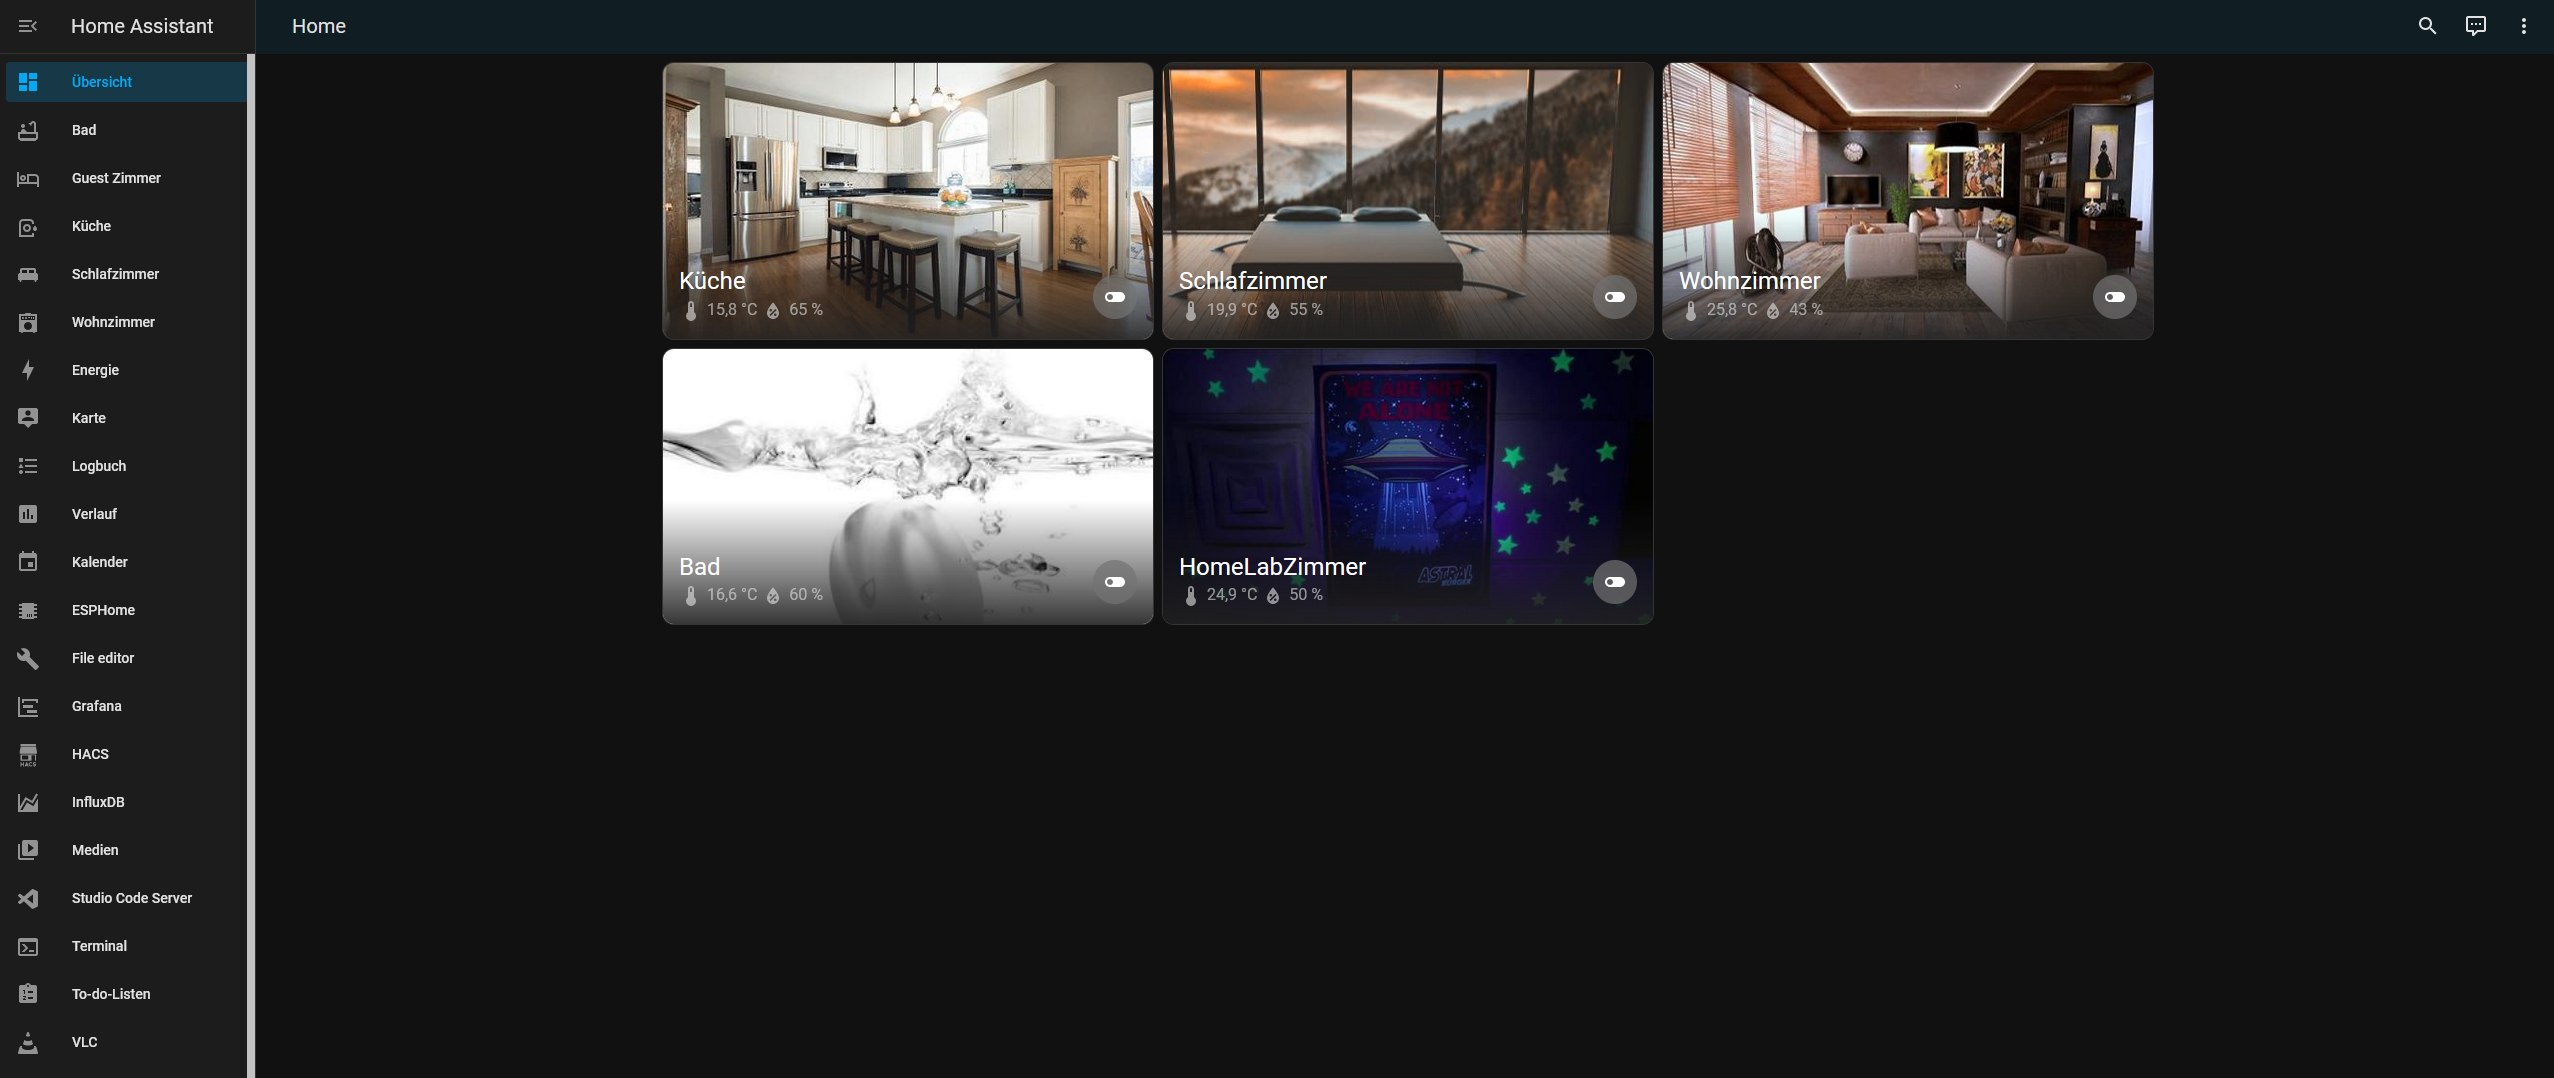 Home Assistant
Home
Übersicht
Bad
Guest Zimmer
Küche
Schlafzimmer
Wohnzimmer
Energie
Karte
Logbuch
Verlauf
Kalender
ESPHome
File editor
Grafana
HACS
HACS
InfluxDB
Medien
Studio Code Server
Terminal
To-do-Listen
VLC
Küche
15,8 °C 65 %
Schlafzimmer
19,9 °C 55 %
Wohnzimmer
25,8 °C 43 %
Bad
16,6 °C 60 %
WE ARE NOT
ALONE
ASTRAL
HomeLabZimmer
24,9 °C 50 %